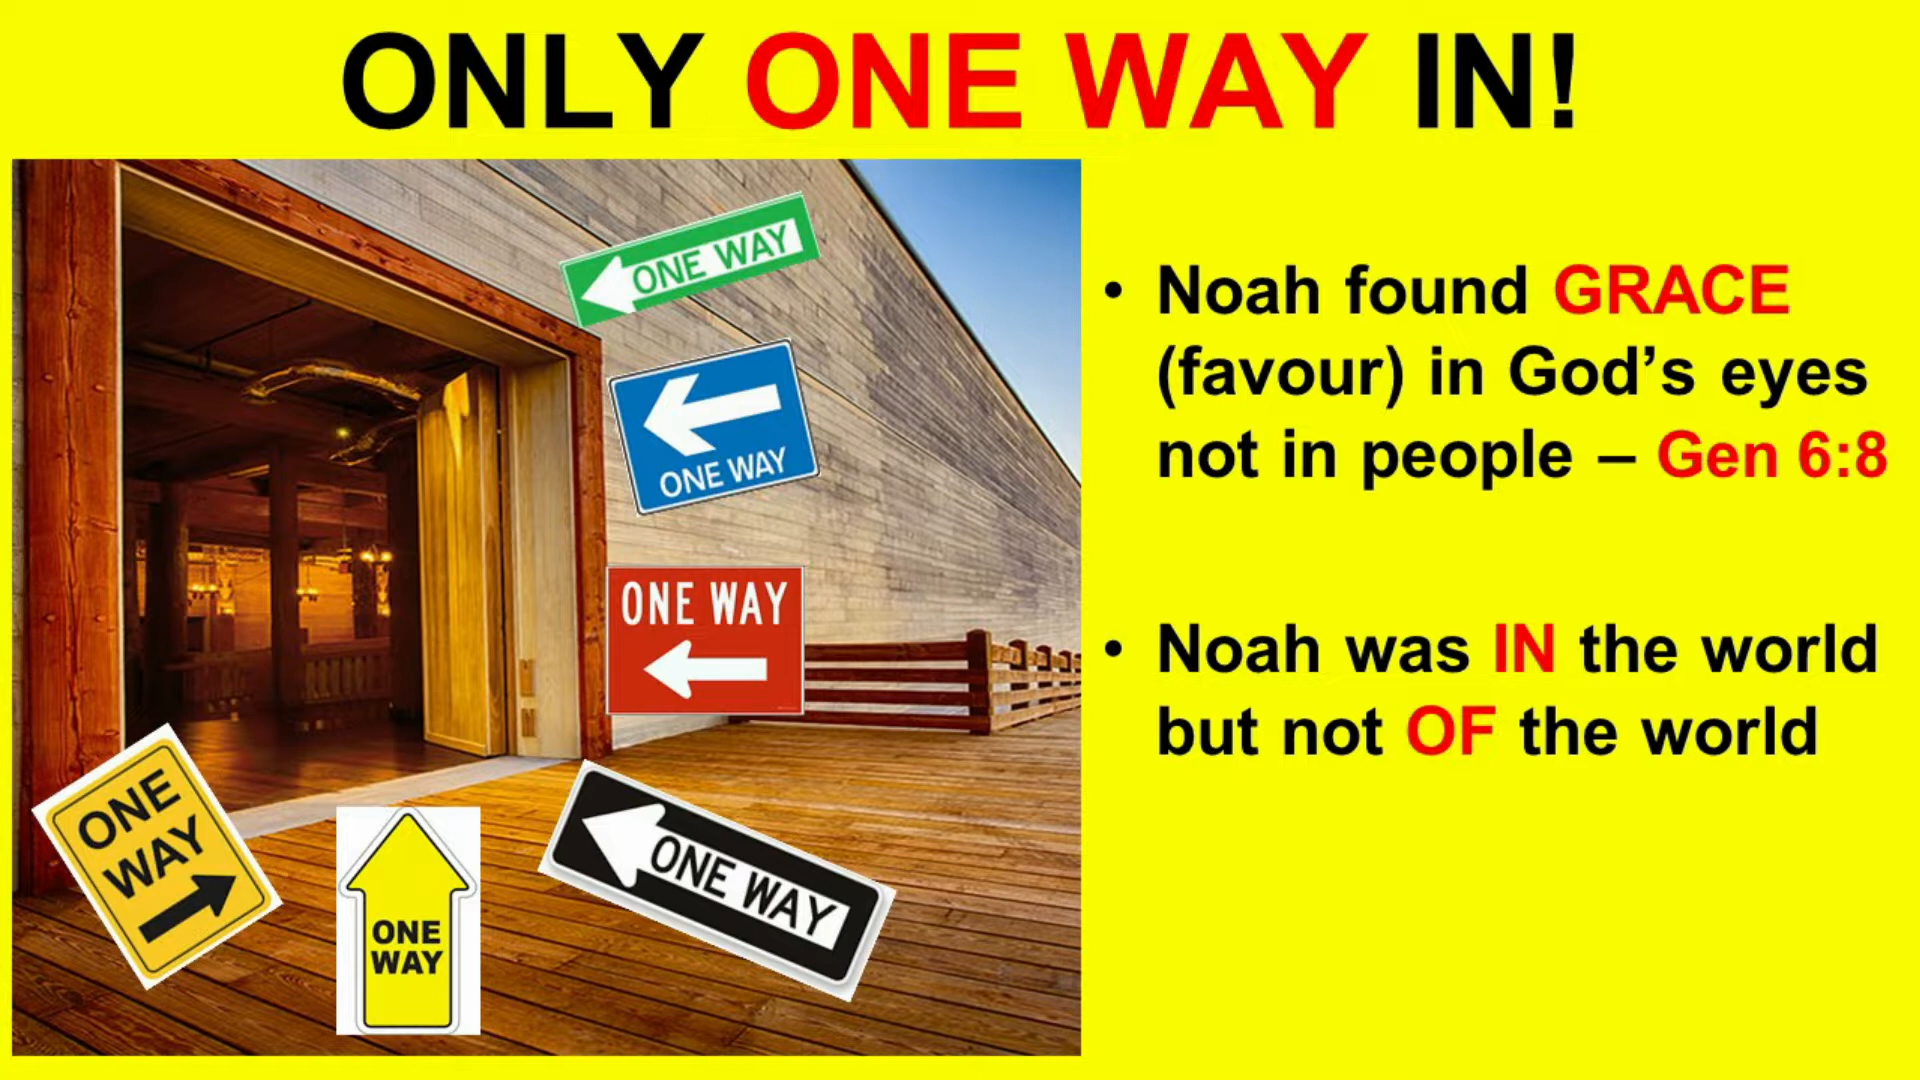 ONLY ONE WAY IN!
ONE WAY
ONE WAY
ONE WAY
ONE
WAY
ONE
WAY
ONE WAY
• Noah found GRACE
(favour) in God’s eyes
not in people – Gen 6:8
• Noah was IN the world
but not OF the world